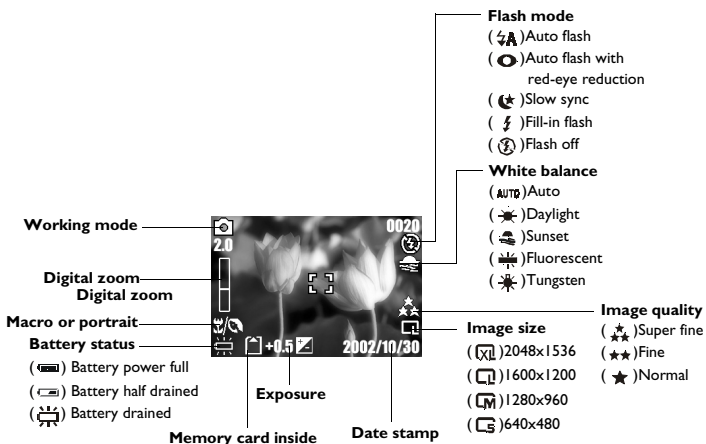 Flash mode
( A )Auto flash
( )Auto flash with
red-eye reduction
( )Slow sync
( )Fill-in flash
( )Flash off
White balance
( AUTO )Auto
( )Daylight
( )Sunset
( )Fluorescent
( )Tungsten
Working mode
Digital zoom
Digital zoom
Macro or portrait
Battery status
( ) Battery power full
( ) Battery half drained
( ) Battery drained
0020
2.0
+0.5
2002/10/30
L
Exposure
Memory card inside
Date stamp
Image size
( XL )2048x1536
( L )1600x1200
( M )1280x960
( S )640x480
Image quality
( )Super fine
( )Fine
( )Normal